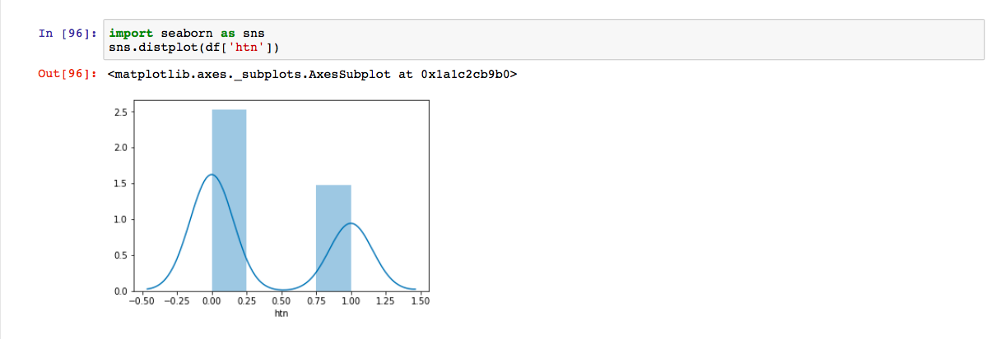 In [96]: import seaborn as sns
sns.distplot(df['htn'])
Out[96]: <matplotlib.axes._subplots.AxesSubplot at 0x1a1c2cb9b0>
2.5
2.0
1.5
1.0
0.5
0.0
−0.50 −0.25 0.00 0.25 0.50 0.75 1.00 1.25 1.50
htn